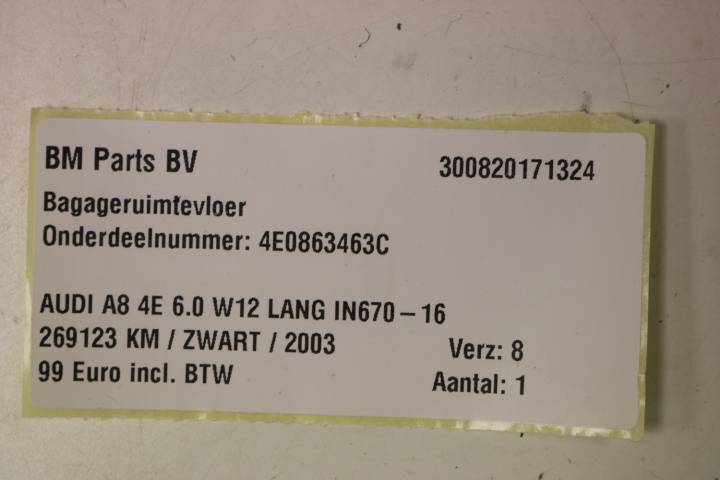 BM Parts BV 300820171324
Bagageruimtevloer
Onderdeelnummer: 4E0863463C
AUDI A8 4E 6.0 W12 LANG IN670-16
269123 KM / ZWART / 2003 Verz: 8
99 Euro incl. BTW Aantal: 1